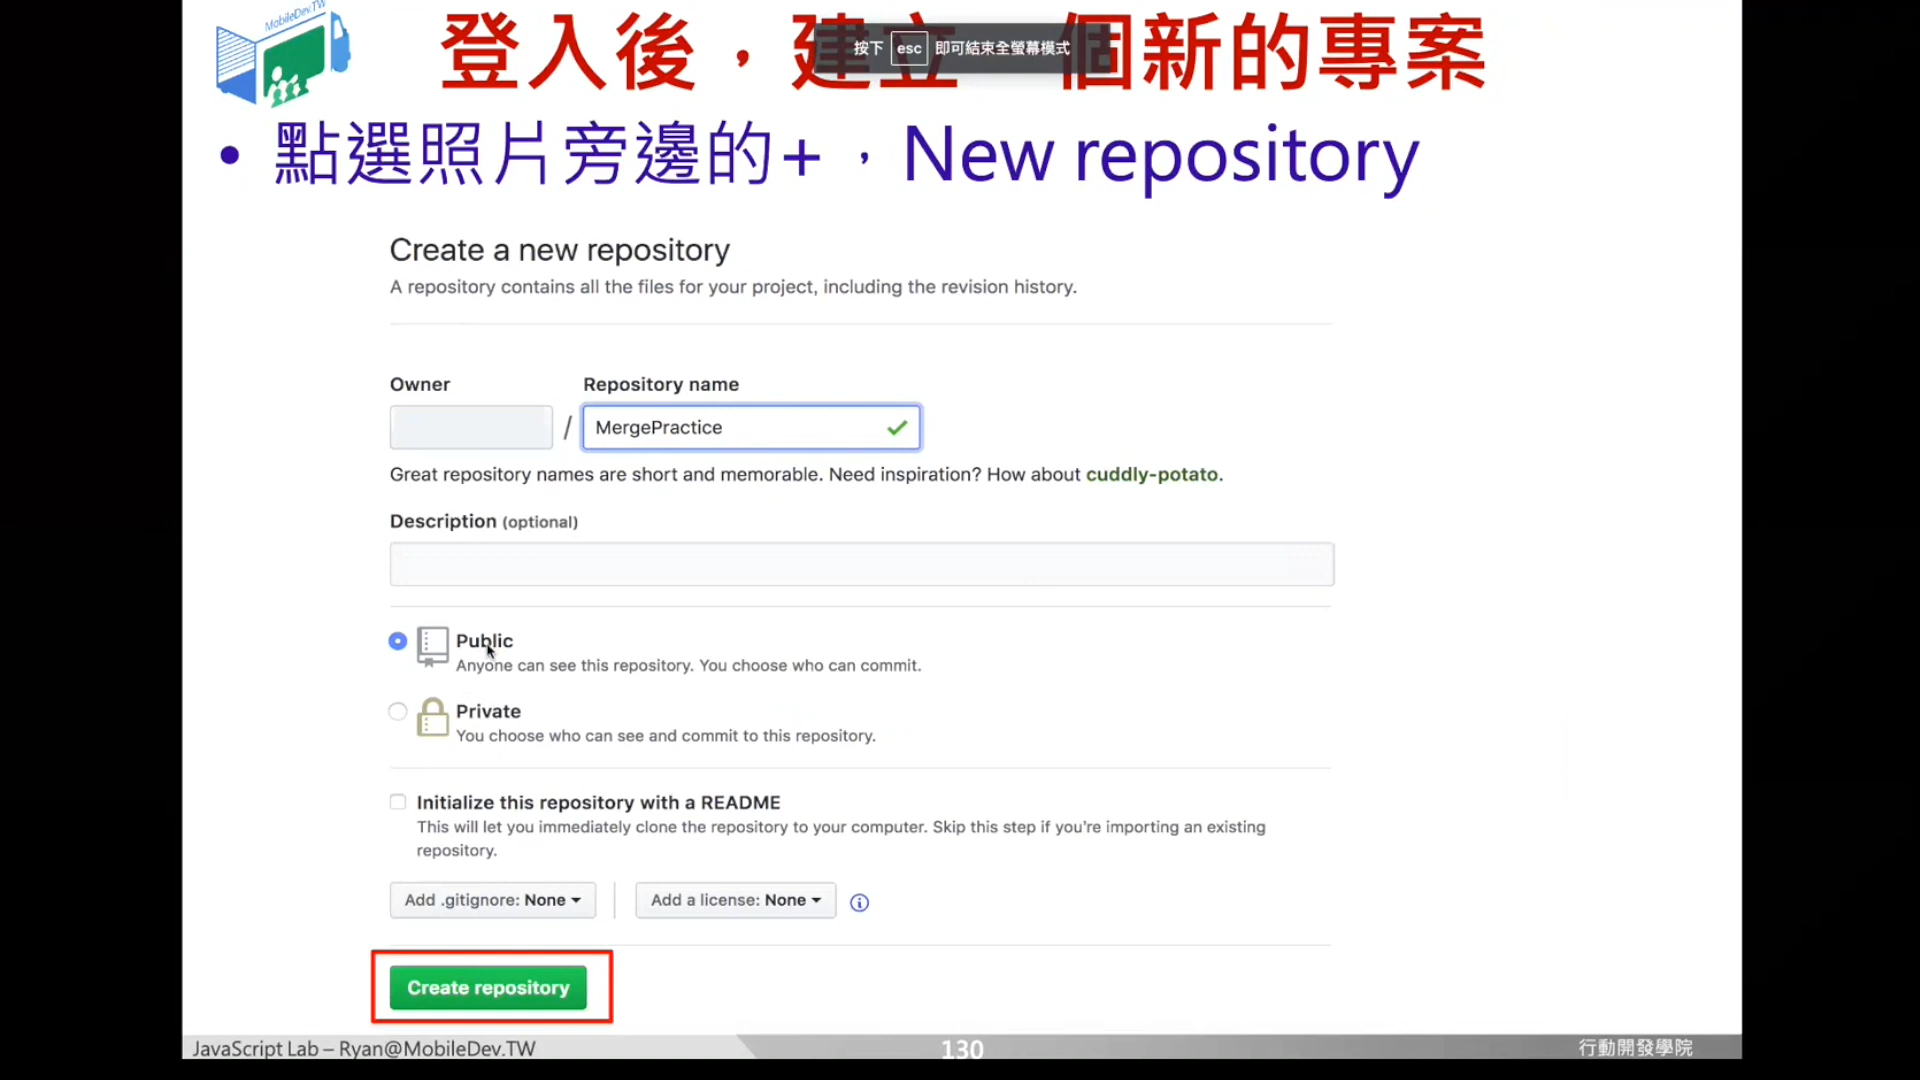 MobileDev.TW
登入後，建立一個新的專案
按下 esc 即可結束全螢幕模式
• 點選照片旁邊的+，New repository
Create a new repository
A repository contains all the files for your project, including the revision history.
Owner Repository name
/ MergePractice
Great repository names are short and memorable. Need inspiration? How about cuddly-potato.
Description (optional)
Public
Anyone can see this repository. You choose who can commit.
Private
You choose who can see and commit to this repository.
Initialize this repository with a README
This will let you immediately clone the repository to your computer. Skip this step if you're importing an existing
repository.
Add .gitignore: None Add a license: None
Create repository
JavaScript Lab – Ryan@MobileDev.TW 130 行動開發學院